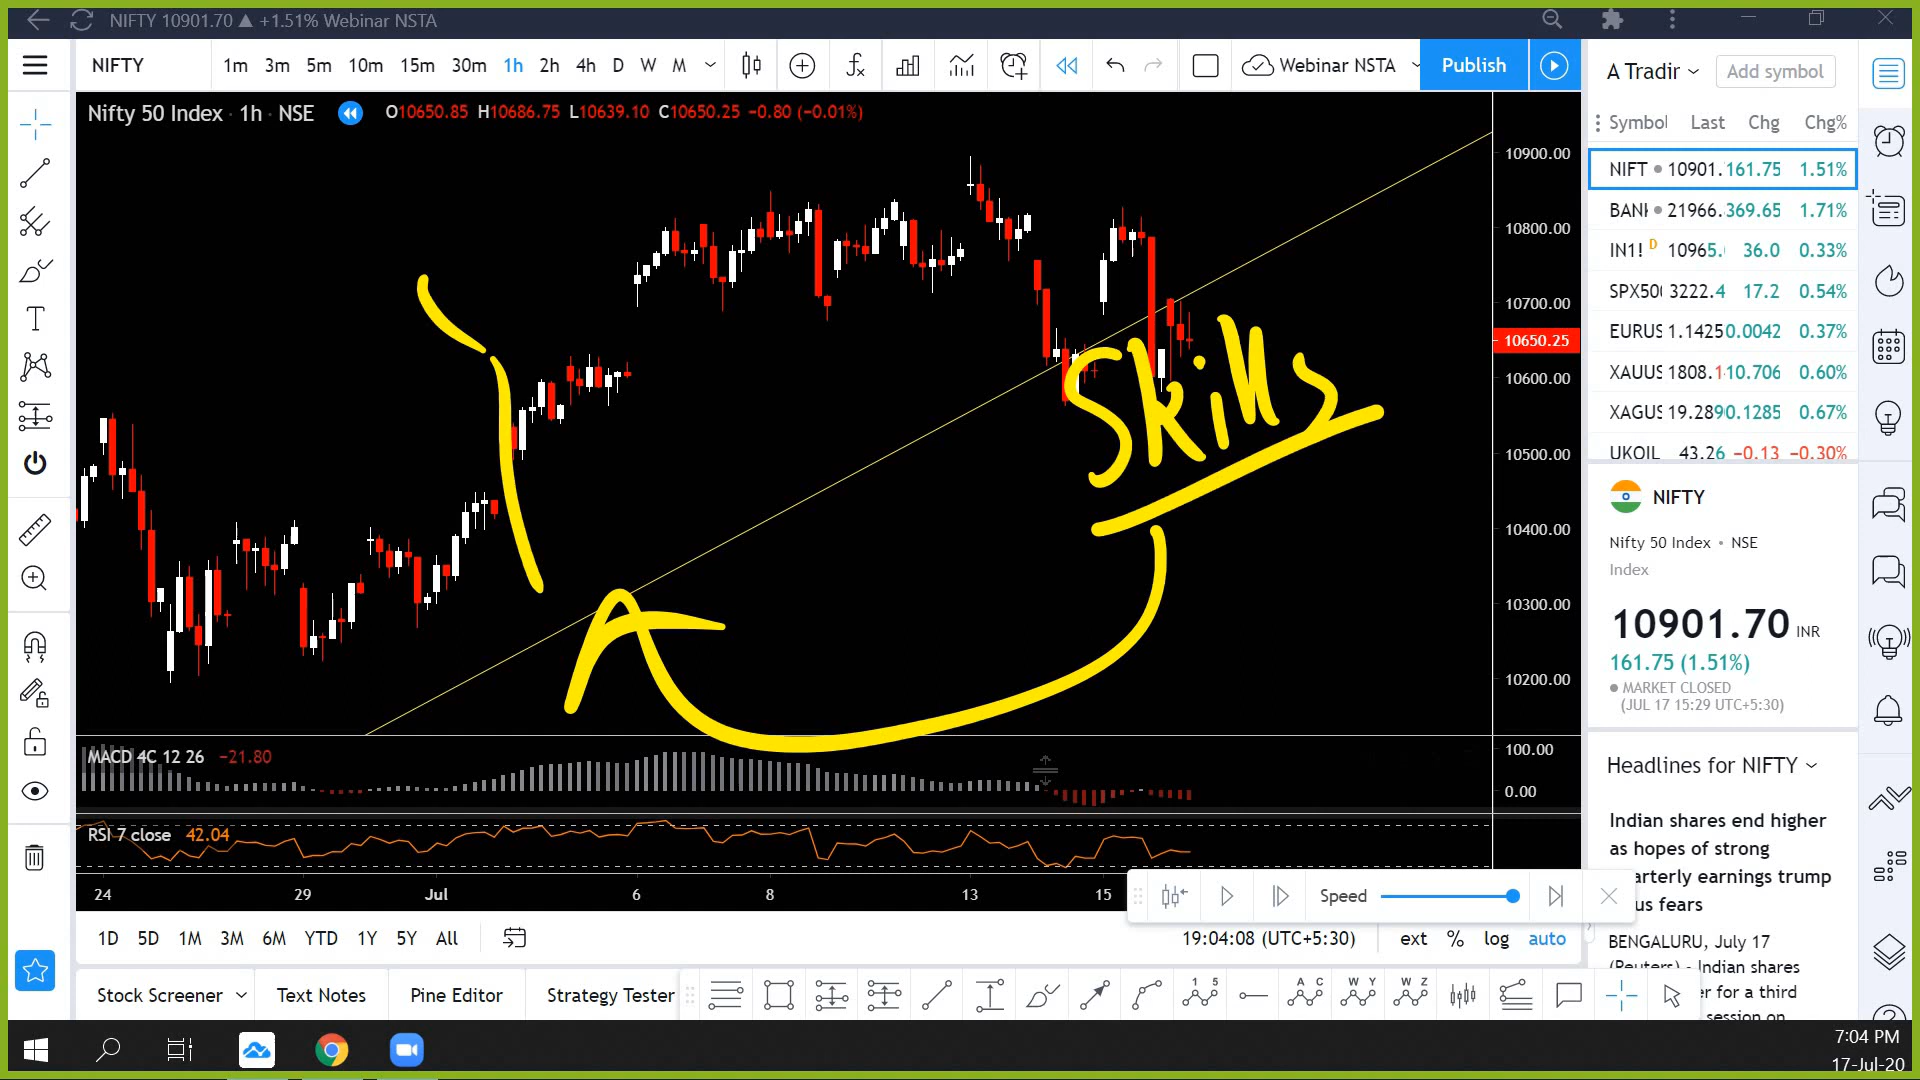 NIFTY 10901.70 ▲ +1.51% Webinar NSTA
NIFTY 1m 3m 5m 10m 15m 30m 1h 2h 4h D W M Webinar NSTA Publish
A Tradir Add symbol
Nifty 50 Index · 1h · NSE O10650.85 H10686.75 L10639.10 C10650.25 −0.80 (−0.01%)
Symbol Last Chg Chg%
NIFT 10901. 161.75 1.51%
BANK 21966. 369.65 1.71%
IN1! D 10965. 36.0 0.33%
SPX500 3222.4 17.2 0.54%
EURUS 1.1425 0.0042 0.37%
XAUUS 1808.1 10.706 0.60%
XAGUS 19.289 0.1285 0.67%
UKOIL 43.26 −0.13 −0.30%
10900.00
10800.00
10700.00
10650.25
10600.00
10500.00
10400.00
10300.00
10200.00
Skills
NIFTY
Nifty 50 Index • NSE
Index
10901.70 INR
161.75 (1.51%)
MARKET CLOSED
(JUL 17 15:29 UTC+5:30)
MACD 4C 12 26 −21.80
100.00
0.00
RSI 7 close 42.04
24 29 Jul 6 8 13 15
Speed
Headlines for NIFTY
Indian shares end higher
as hopes of strong
arterly earnings trump
us fears
BENGALURU, July 17
(Reuters) - Indian shares
er for a third
session on
1D 5D 1M 3M 6M YTD 1Y 5Y All
19:04:08 (UTC+5:30) ext % log auto
Stock Screener Text Notes Pine Editor Strategy Tester
1 5 A C W Y W Z
7:04 PM
17-Jul-20